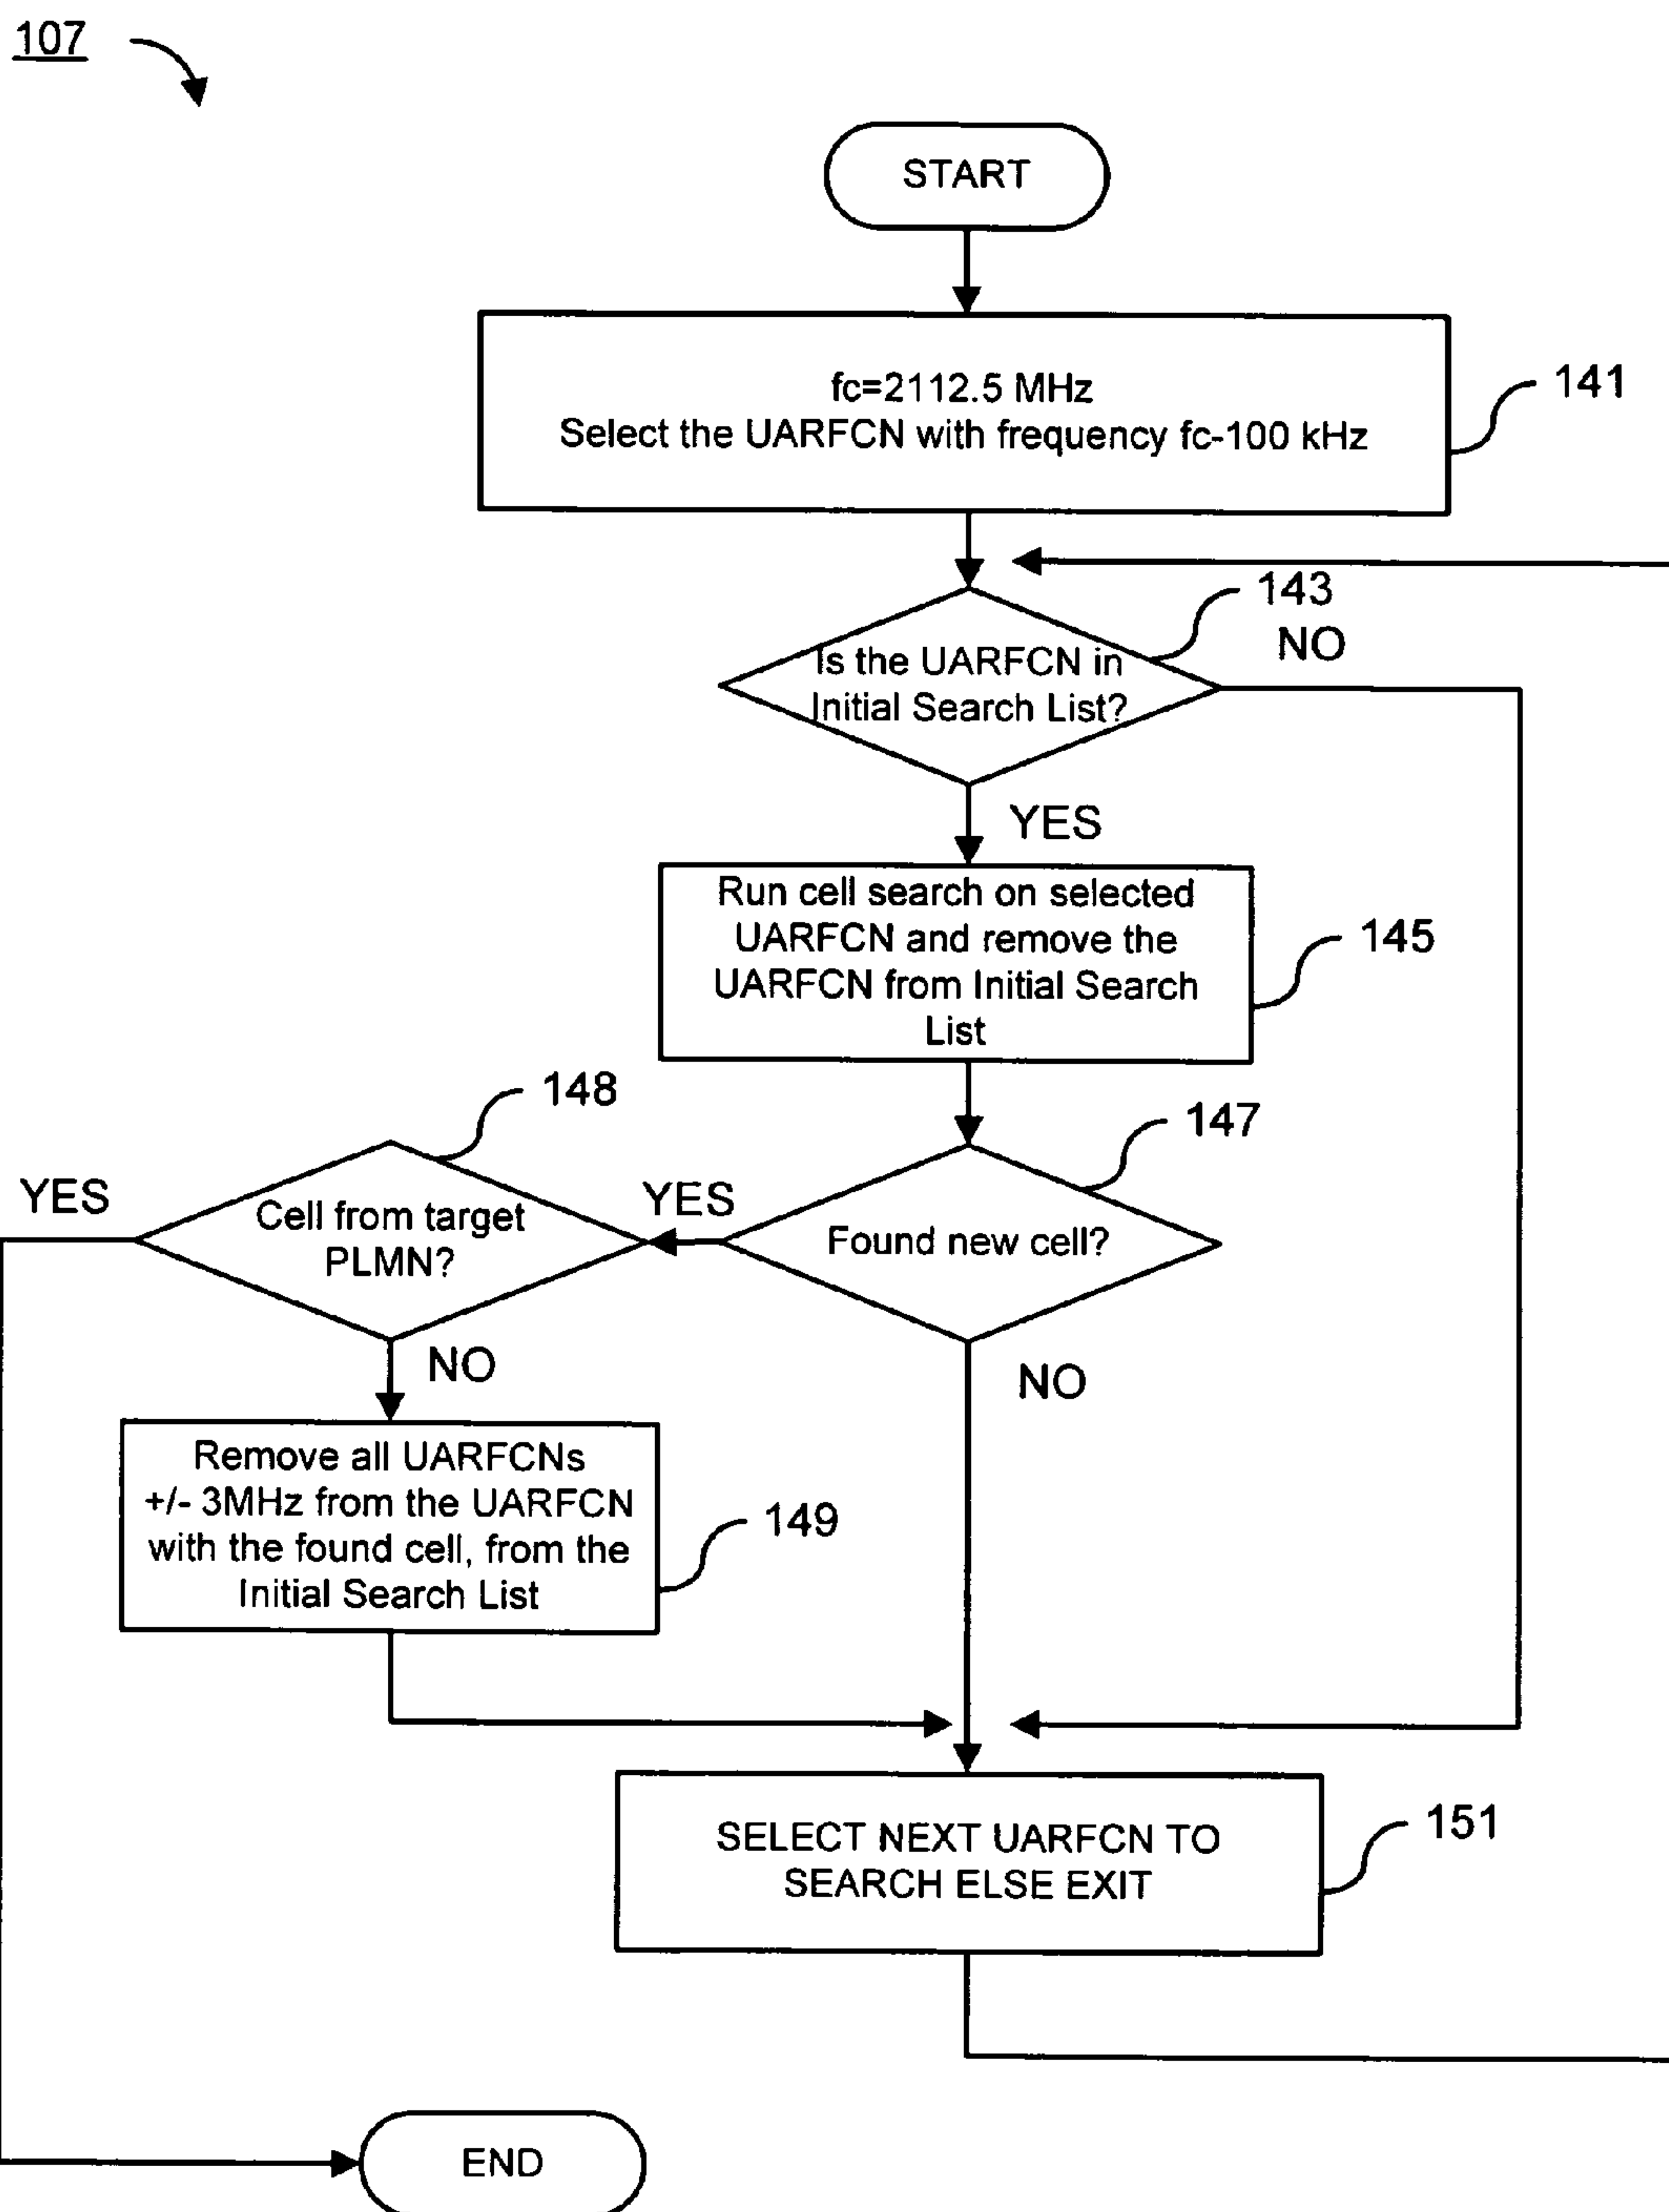 107
START
fc=2112.5 MHz
Select the UARFCN with frequency fc-100 kHz
141
143
NO
Is the UARFCN in
Initial Search List?
YES
Run cell search on selected
UARFCN and remove the
UARFCN from Initial Search
List
145
148
147
YES
Cell from target
PLMN?
YES
Found new cell?
NO
NO
Remove all UARFCNs
+/- 3MHz from the UARFCN
with the found cell, from the
Initial Search List
149
SELECT NEXT UARFCN TO
SEARCH ELSE EXIT
151
END